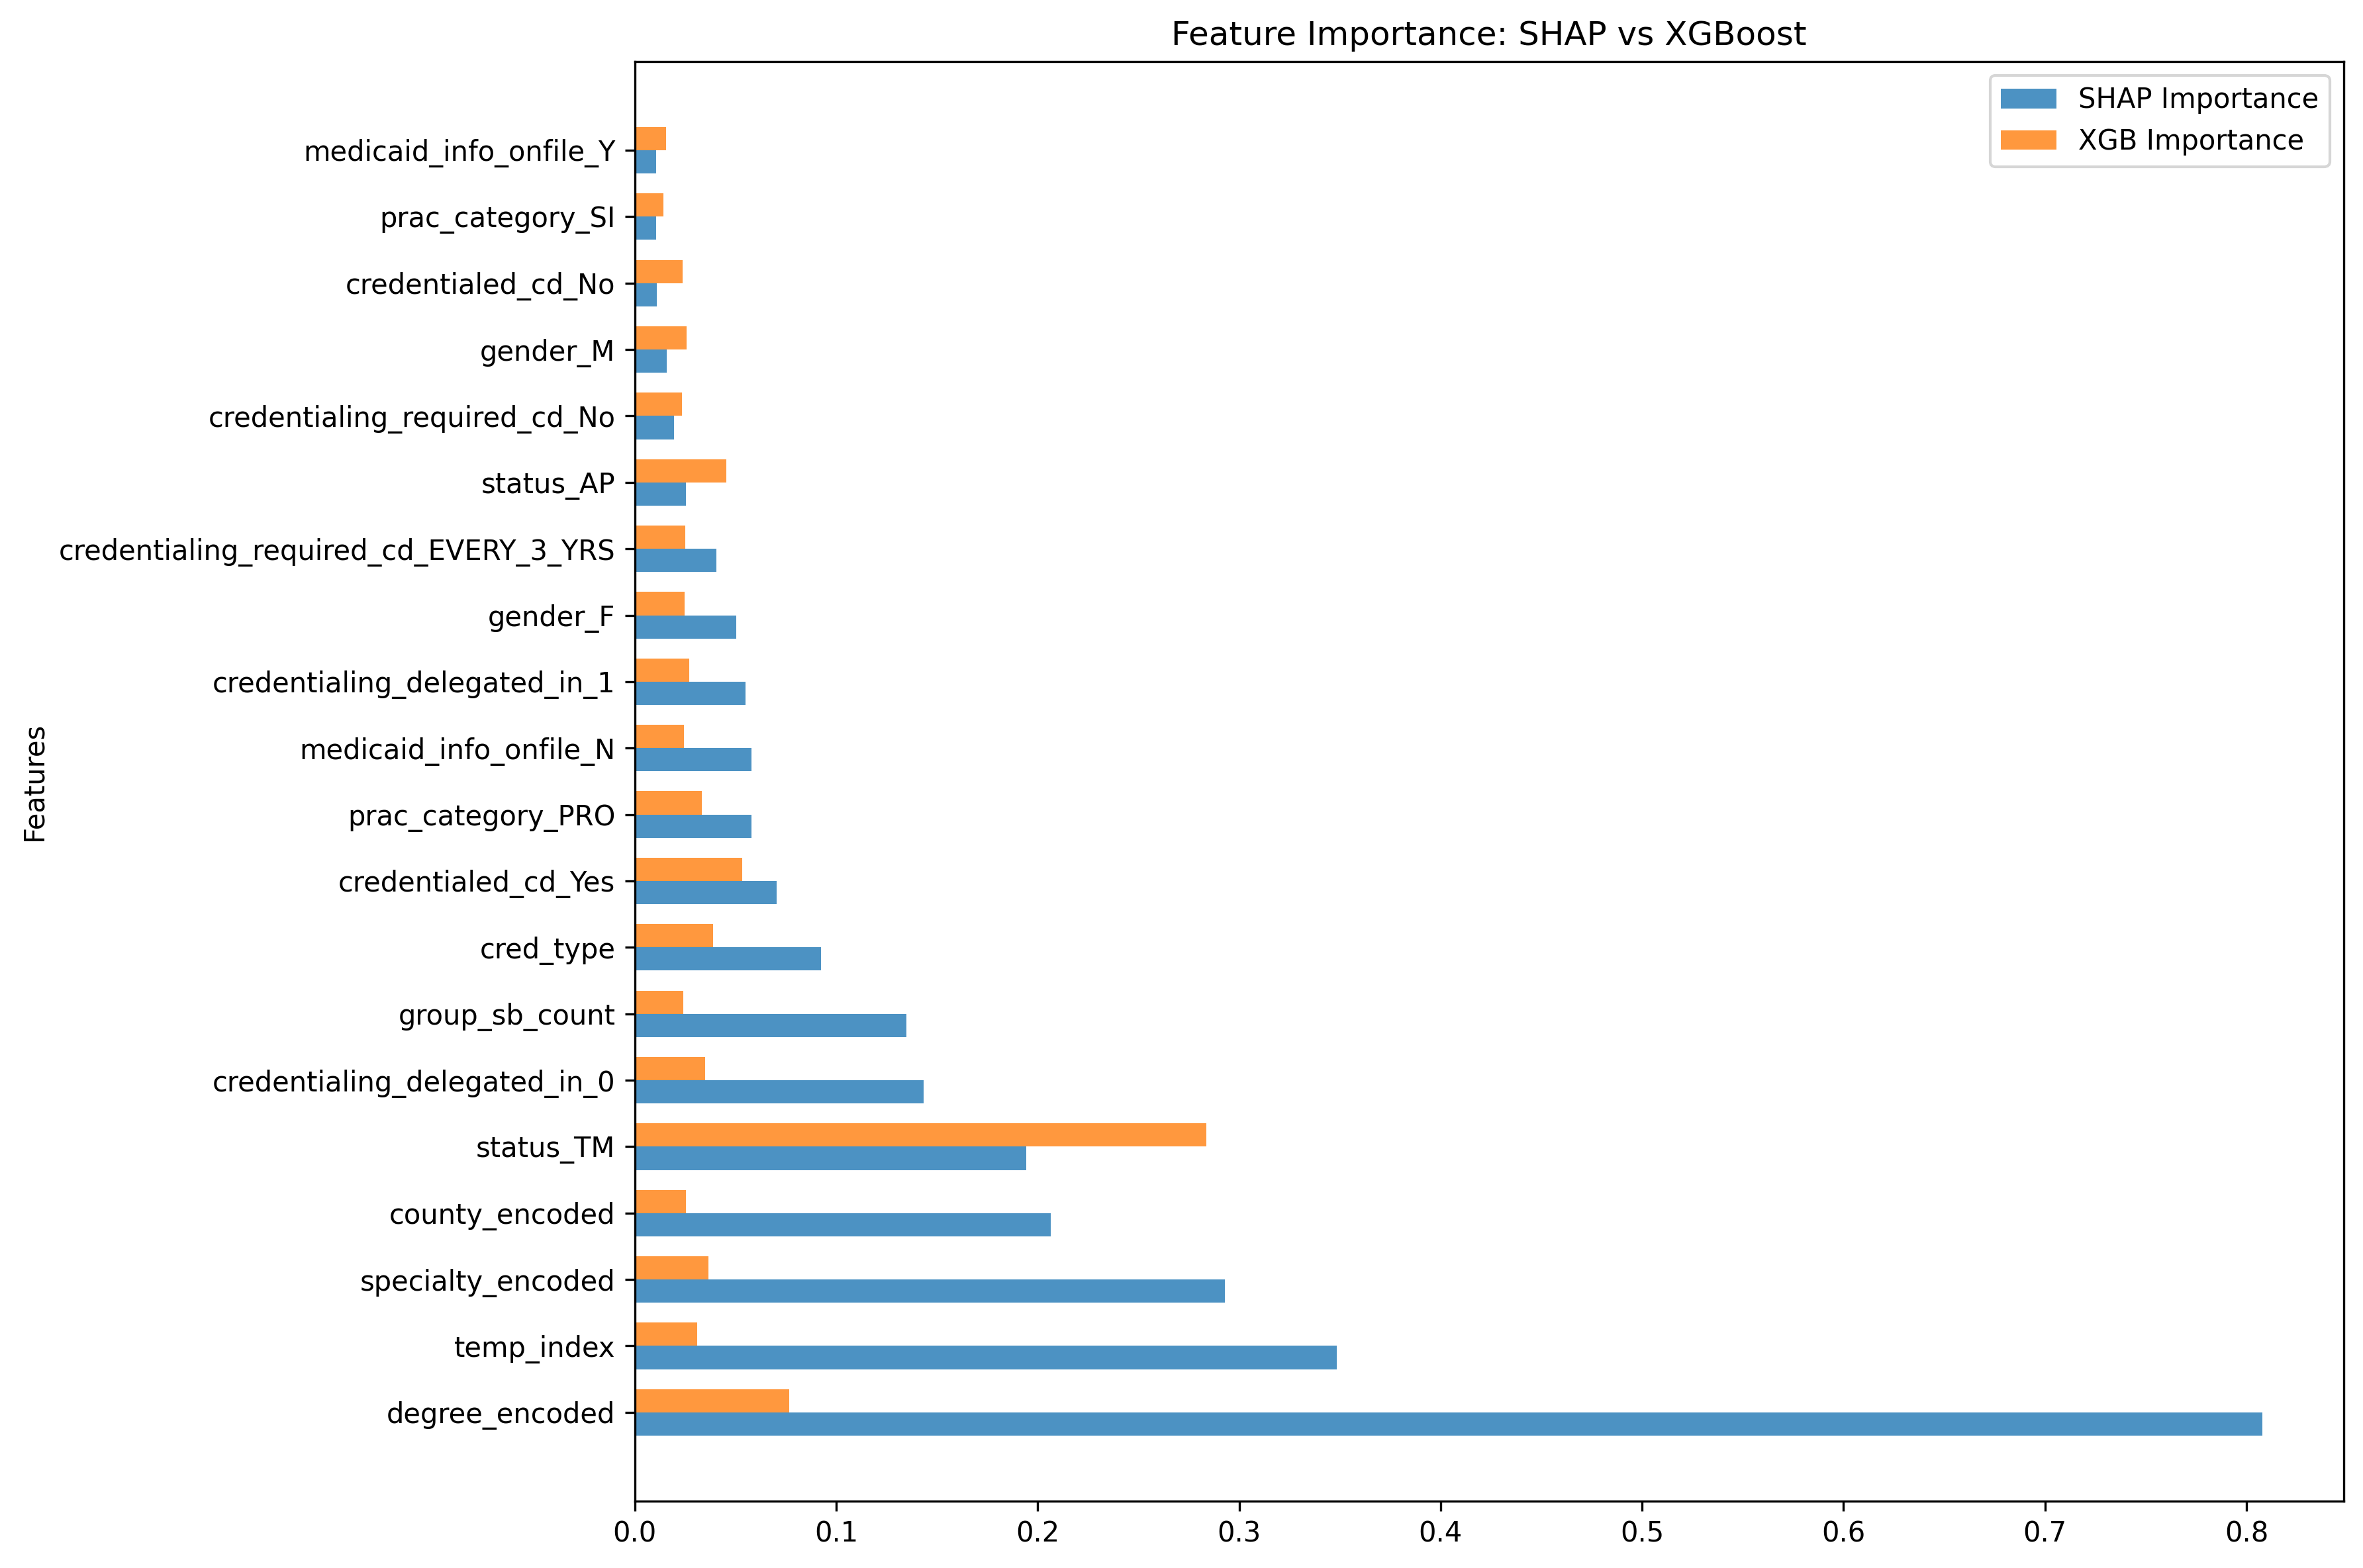 Feature Importance: SHAP vs XGBoost
SHAP Importance
XGB Importance
medicaid_info_onfile_Y
prac_category_SI
credentialed_cd_No
gender_M
credentialing_required_cd_No
status_AP
credentialing_required_cd_EVERY_3_YRS
gender_F
credentialing_delegated_in_1
medicaid_info_onfile_N
prac_category_PRO
credentialed_cd_Yes
cred_type
group_sb_count
credentialing_delegated_in_0
status_TM
county_encoded
specialty_encoded
temp_index
degree_encoded
Features
0.0 0.1 0.2 0.3 0.4 0.5 0.6 0.7 0.8